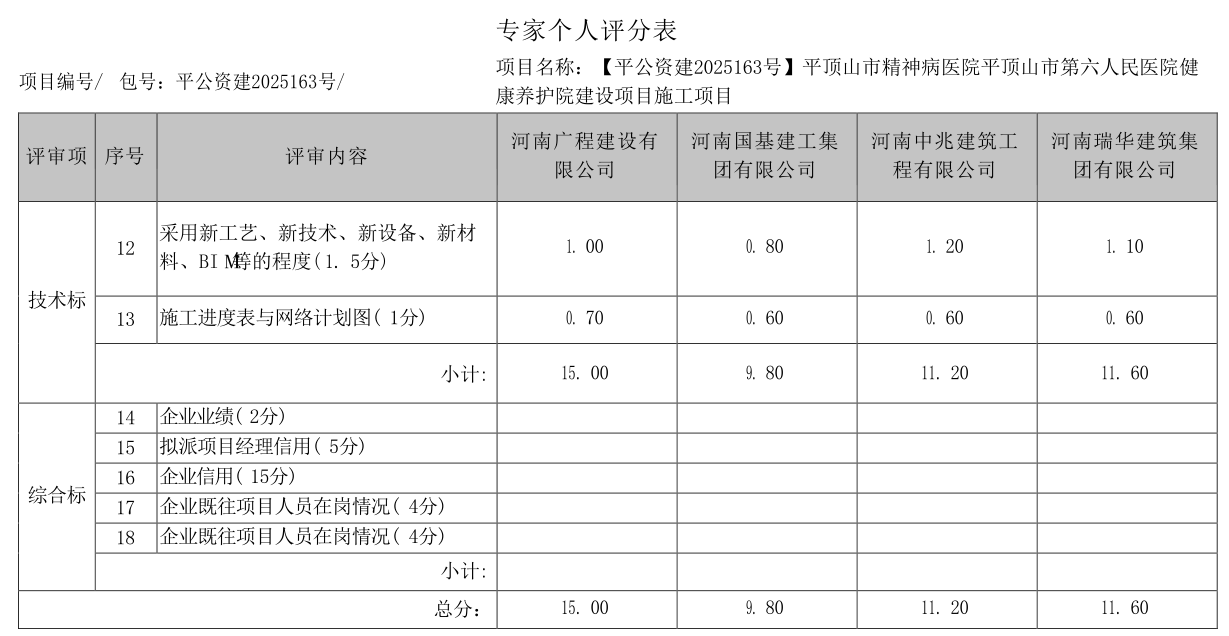 专家个人评分表
项目编号/ 包号：平公资建2025163号/
项目名称：【平公资建2025163号】平顶山市精神病医院平顶山市第六人民医院健
康养护院建设项目施工项目
评审项 序号 评审内容 河南广程建设有 河南国基建工集 河南中兆建筑工 河南瑞华建筑集
限公司 团有限公司 程有限公司 团有限公司
技术标
12 采用新工艺、新技术、新设备、新材 1.00 0.80 1.20 1.10
料、BIM等的程度(1.5分)
13 施工进度表与网络计划图(1分) 0.70 0.60 0.60 0.60
小计: 15.00 9.80 11.20 11.60
综合标
14 企业业绩(2分)
15 拟派项目经理信用(5分)
16 企业信用(15分)
17 企业既往项目人员在岗情况(4分)
18 企业既往项目人员在岗情况(4分)
小计:
总分: 15.00 9.80 11.20 11.60